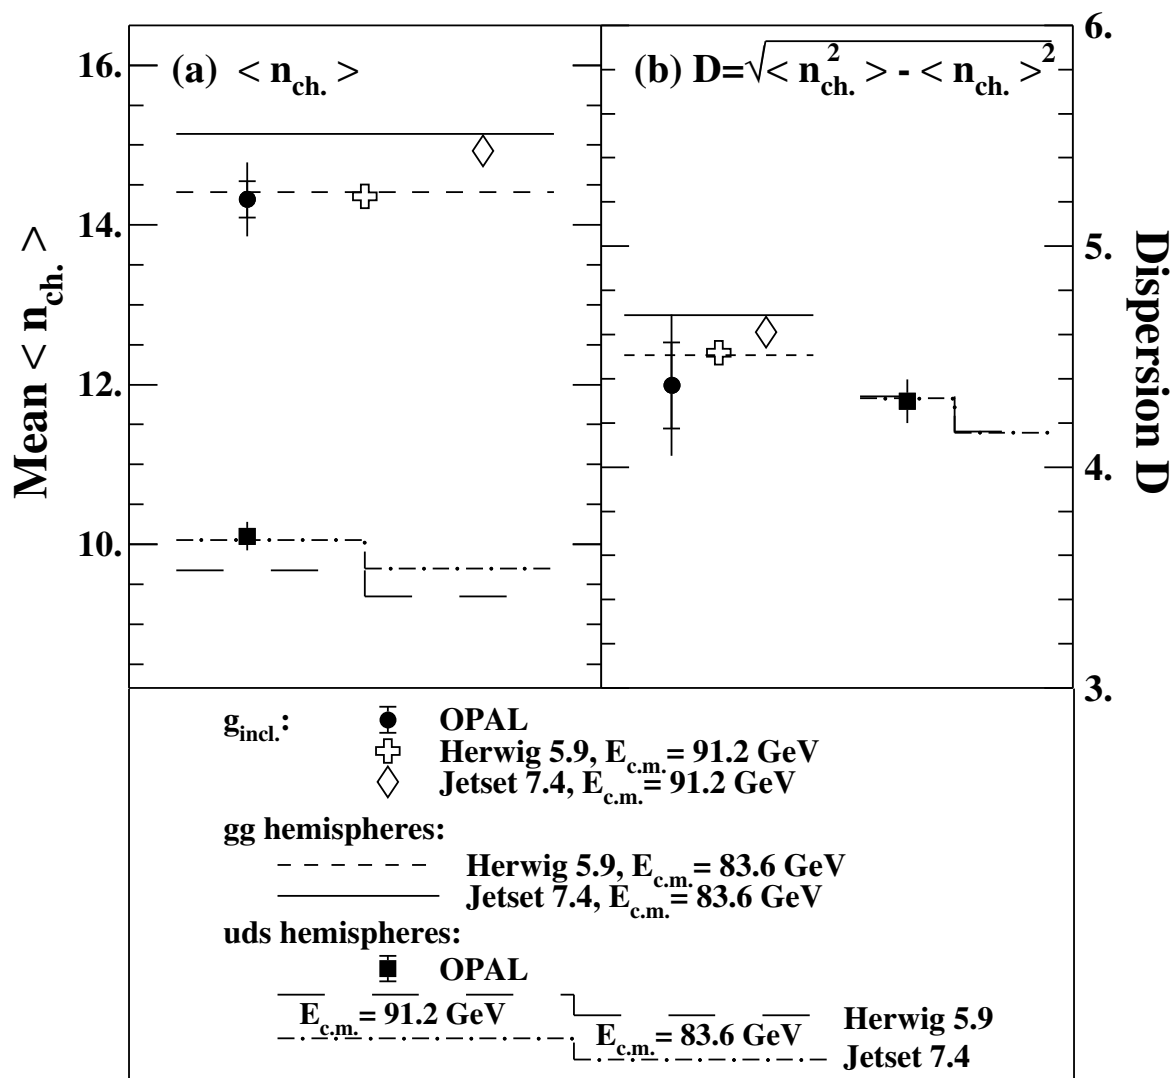 (a) < n_ch. >
(b) D=√< n_ch.^2 > - < n_ch. >^2
Mean < n_ch. >
16.
14.
12.
10.
6.
5.
4.
3.
Dispersion D
g_incl.:
OPAL
Herwig 5.9, E_c.m.= 91.2 GeV
Jetset 7.4, E_c.m.= 91.2 GeV
gg hemispheres:
Herwig 5.9, E_c.m.= 83.6 GeV
Jetset 7.4, E_c.m.= 83.6 GeV
uds hemispheres:
OPAL
E_c.m.= 91.2 GeV
E_c.m.= 83.6 GeV
Herwig 5.9
Jetset 7.4